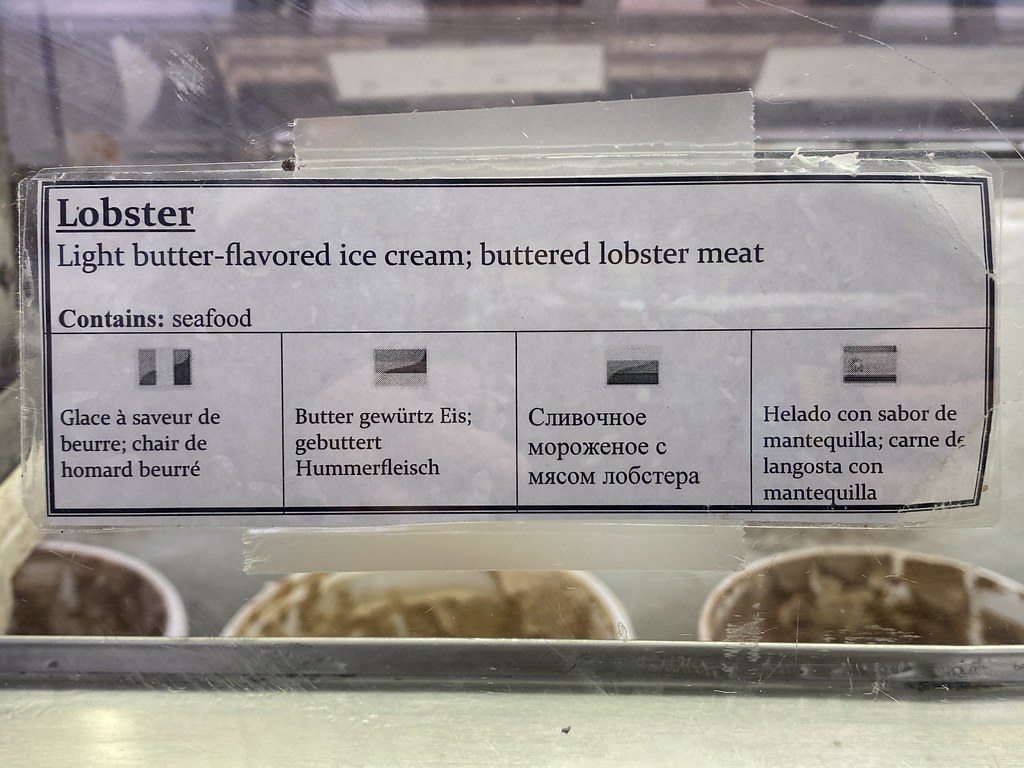 Lobster
Light butter-flavored ice cream; buttered lobster meat
Contains: seafood
Glace à saveur de
beurre; chair de
homard beurré
Butter gewürtz Eis;
gebuttert
Hummerfleisch
Сливочное
мороженое с
мясом лобстера
Helado con sabor de
mantequilla; carne de
langosta con
mantequilla